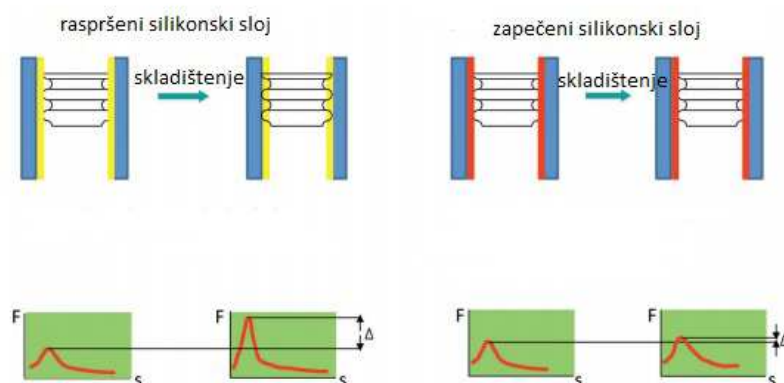 raspršeni silikonski sloj
zapečeni silikonski sloj
skladištenje
skladištenje
F
F
Δ
S
S
F
F
Δ
S
S